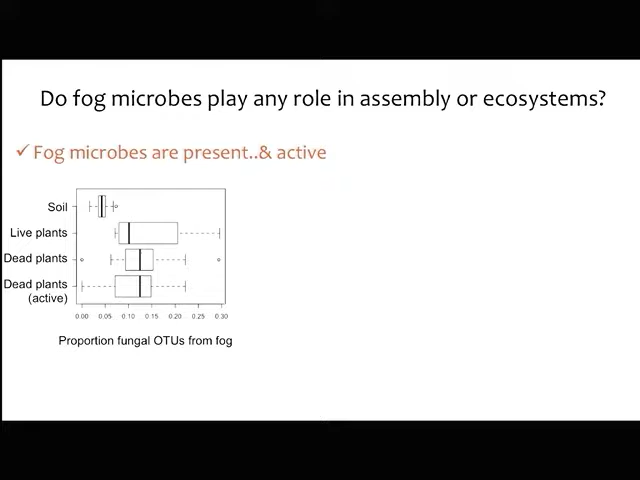 Do fog microbes play any role in assembly or ecosystems?
✓ Fog microbes are present..& active
Soil
Live plants
Dead plants
Dead plants
(active)
0.00 0.05 0.10 0.15 0.20 0.25 0.30
Proportion fungal OTUs from fog